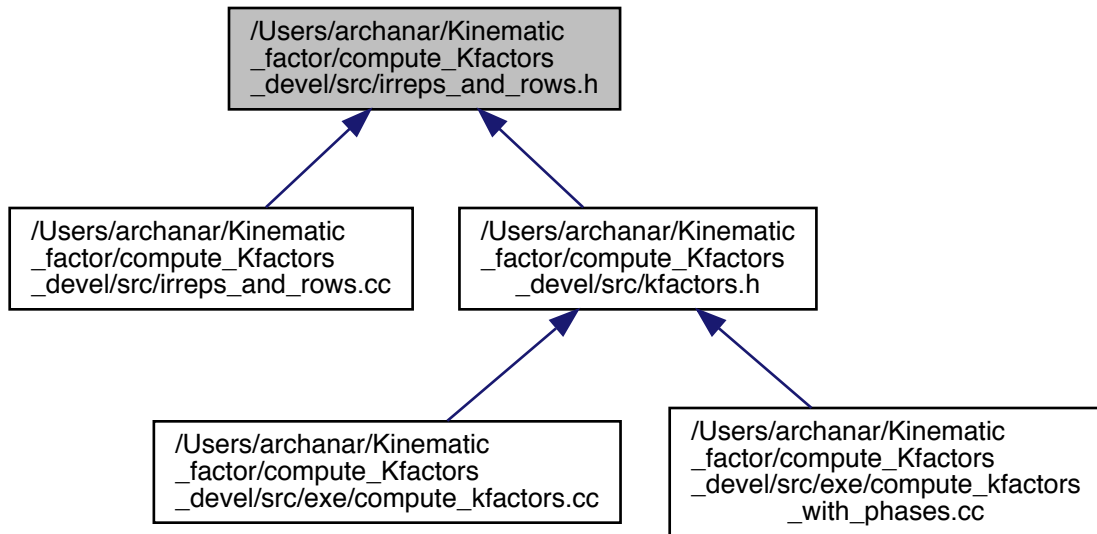 /Users/archanar/Kinematic
_factor/compute_Kfactors
_devel/src/irreps_and_rows.h
/Users/archanar/Kinematic
_factor/compute_Kfactors
_devel/src/irreps_and_rows.cc
/Users/archanar/Kinematic
_factor/compute_Kfactors
_devel/src/kfactors.h
/Users/archanar/Kinematic
_factor/compute_Kfactors
_devel/src/exe/compute_kfactors.cc
/Users/archanar/Kinematic
_factor/compute_Kfactors
_devel/src/exe/compute_kfactors
_with_phases.cc